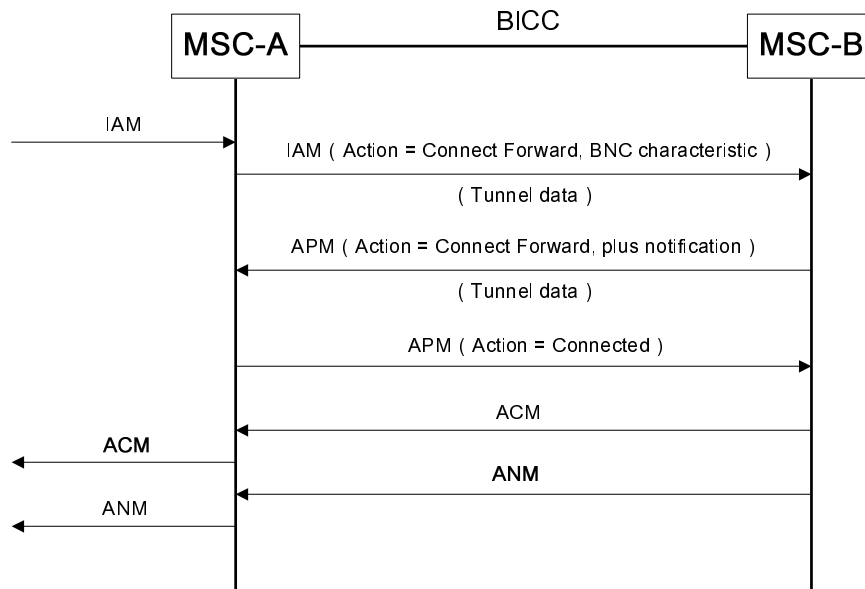 BICC
MSC-A
MSC-B
IAM
IAM ( Action = Connect Forward, BNC characteristic )
( Tunnel data )
APM ( Action = Connect Forward, plus notification )
( Tunnel data )
APM ( Action = Connected )
ACM
ACM
ANM
ANM